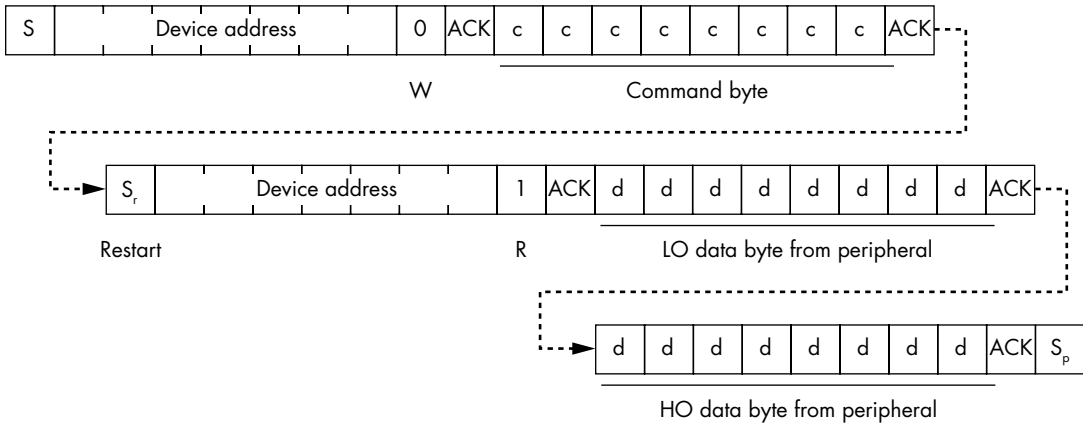 S Device address 0 ACK c c c c c c c c ACK
W Command byte
Sr Device address 1 ACK d d d d d d d d ACK
Restart R LO data byte from peripheral
d d d d d d d d ACK Sp
HO data byte from peripheral